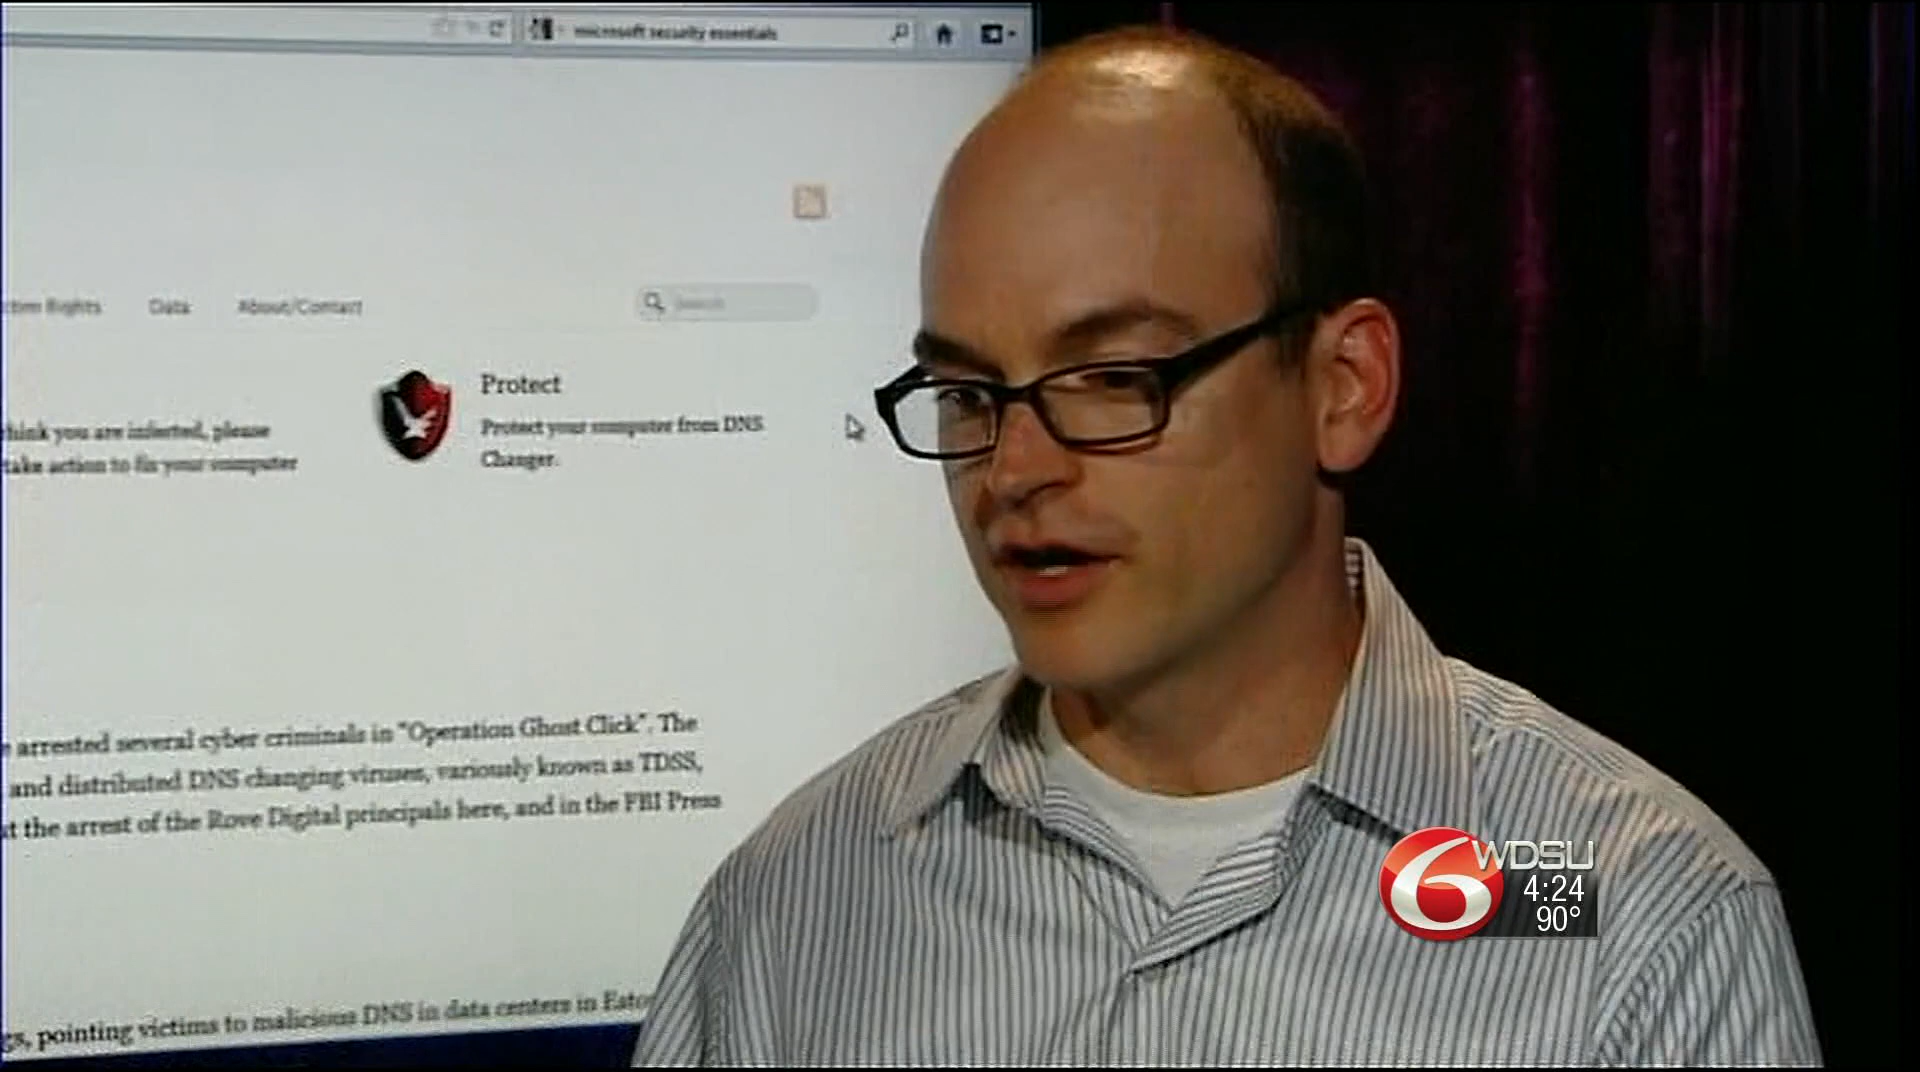 microsoft security essentials
Rights
Data
About/Contact
Search
Protect
think you are infected, please
take action to fix your computer
Protect your computer from DNS
Changer.
arrested several cyber criminals in "Operation Ghost Click". The
and distributed DNS changing viruses, variously known as TDSS,
the arrest of the Rove Digital principals here, and in the FBI Press
pointing victims to malicious DNS in data centers in
6 WDSU
4:24
90°